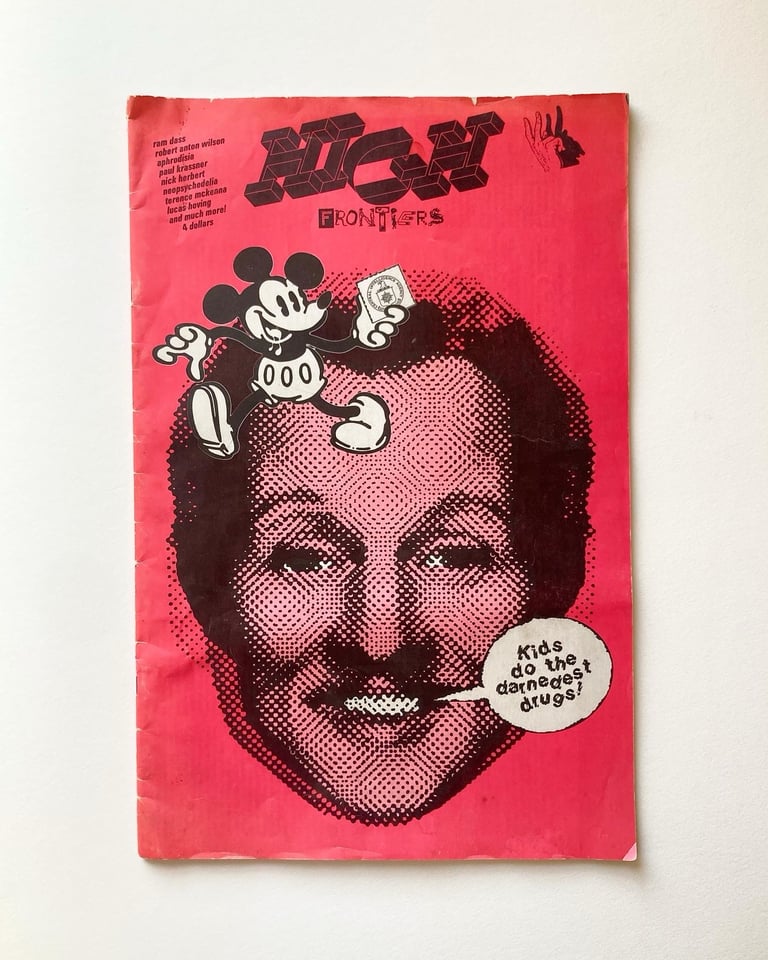 ram dass
robert anton wilson
aphrodisia
paul krassner
nick herbert
neopsychedelia
terence mckenna
lucas hoving
and much more!
4 dollars
HIGH
FRONTIERS
Kids
do the
darnedest
drugs!